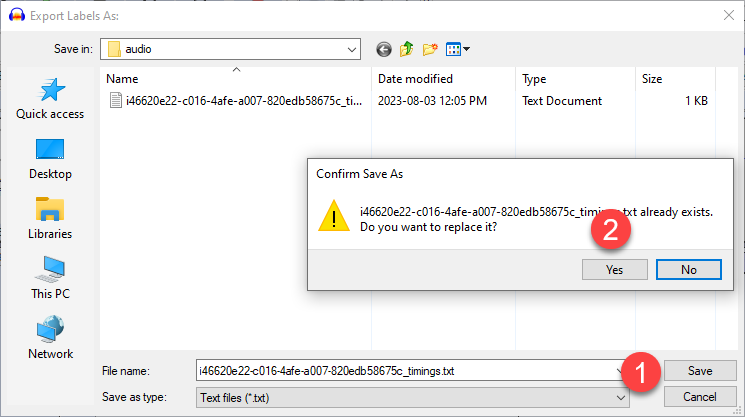 Export Labels As:
Save in: audio
Name Date modified Type Size
i46620e22-c016-4afe-a007-820edb58675c_ti... 2023-08-03 12:05 PM Text Document 1 KB
Quick access
Desktop
Libraries
This PC
Network
Confirm Save As
i46620e22-c016-4afe-a007-820edb58675c_timings.txt already exists.
Do you want to replace it?
2
Yes No
File name: i46620e22-c016-4afe-a007-820edb58675c_timings.txt 1 Save
Save as type: Text files (*.txt) Cancel